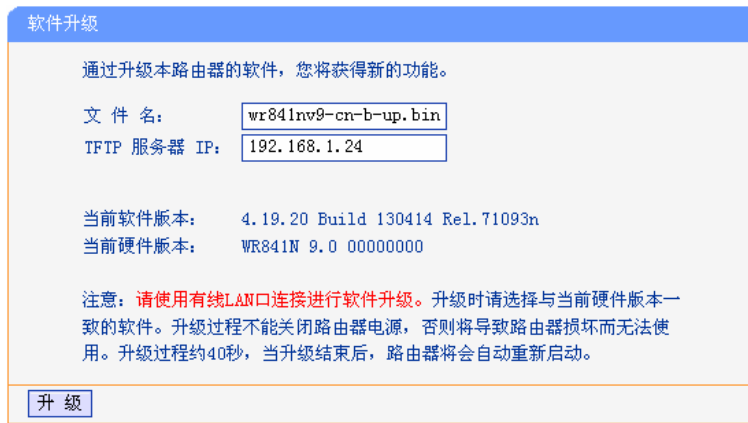 软件升级
通过升级本路由器的软件，您将获得新的功能。
文 件 名： wr841nv9-cn-b-up.bin
TFTP 服务器 IP： 192.168.1.24
当前软件版本： 4.19.20 Build 130414 Rel.71093n
当前硬件版本： WR841N 9.0 00000000
注意：请使用有线LAN口连接进行软件升级。升级时请选择与当前硬件版本一
致的软件。升级过程不能关闭路由器电源，否则将导致路由器损坏而无法使
用。升级过程约40秒，当升级结束后，路由器将会自动重新启动。
升 级